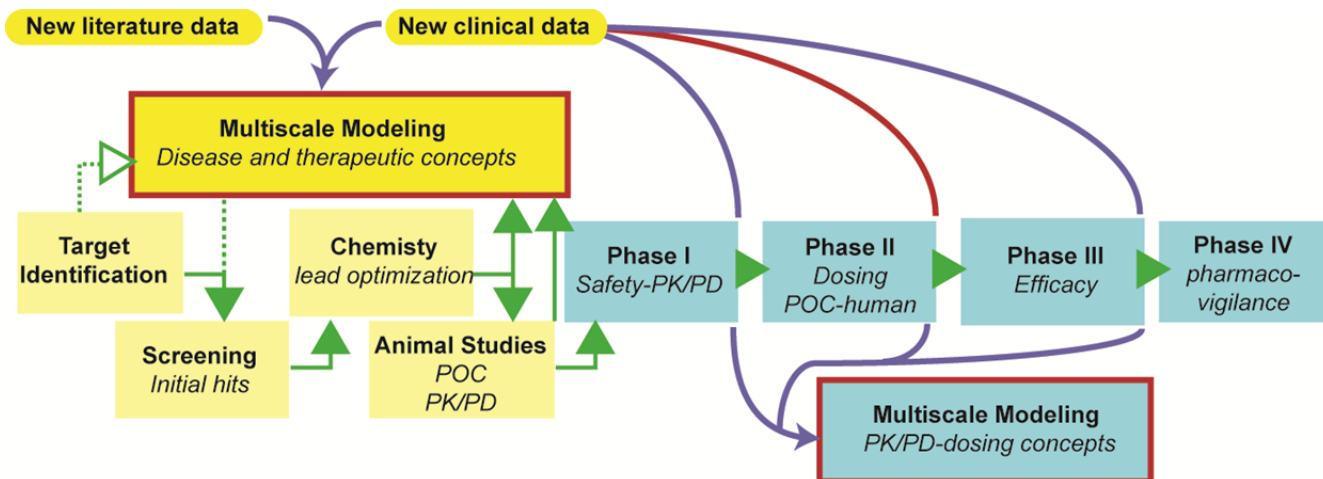 New literature data
New clinical data
Multiscale Modeling
Disease and therapeutic concepts
Target
Identification
Chemisty
lead optimization
Screening
Initial hits
Animal Studies
POC
PK/PD
Phase I
Safety-PK/PD
Phase II
Dosing
POC-human
Phase III
Efficacy
Phase IV
pharmaco-
vigilance
Multiscale Modeling
PK/PD-dosing concepts